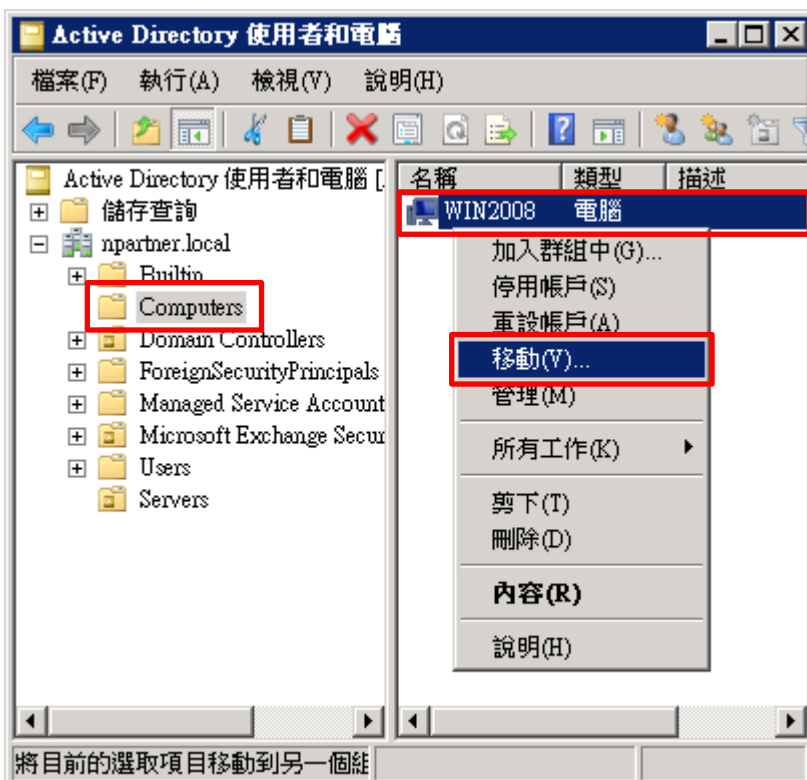 Active Directory 使用者和電腦
檔案(F) 執行(A) 檢視(V) 說明(H)
Active Directory 使用者和電腦 [.
儲存查詢
npartner.local
Builtin
Computers
Domain Controllers
ForeignSecurityPrincipals
Managed Service Account
Microsoft Exchange Secur
Users
Servers
名稱 類型 描述
WIN2008 電腦
加入群組中(G)...
停用帳戶(S)
重設帳戶(A)
移動(V)...
管理(M)
所有工作(K)
剪下(T)
刪除(D)
內容(R)
說明(H)
將目前的選取項目移動到另一個組